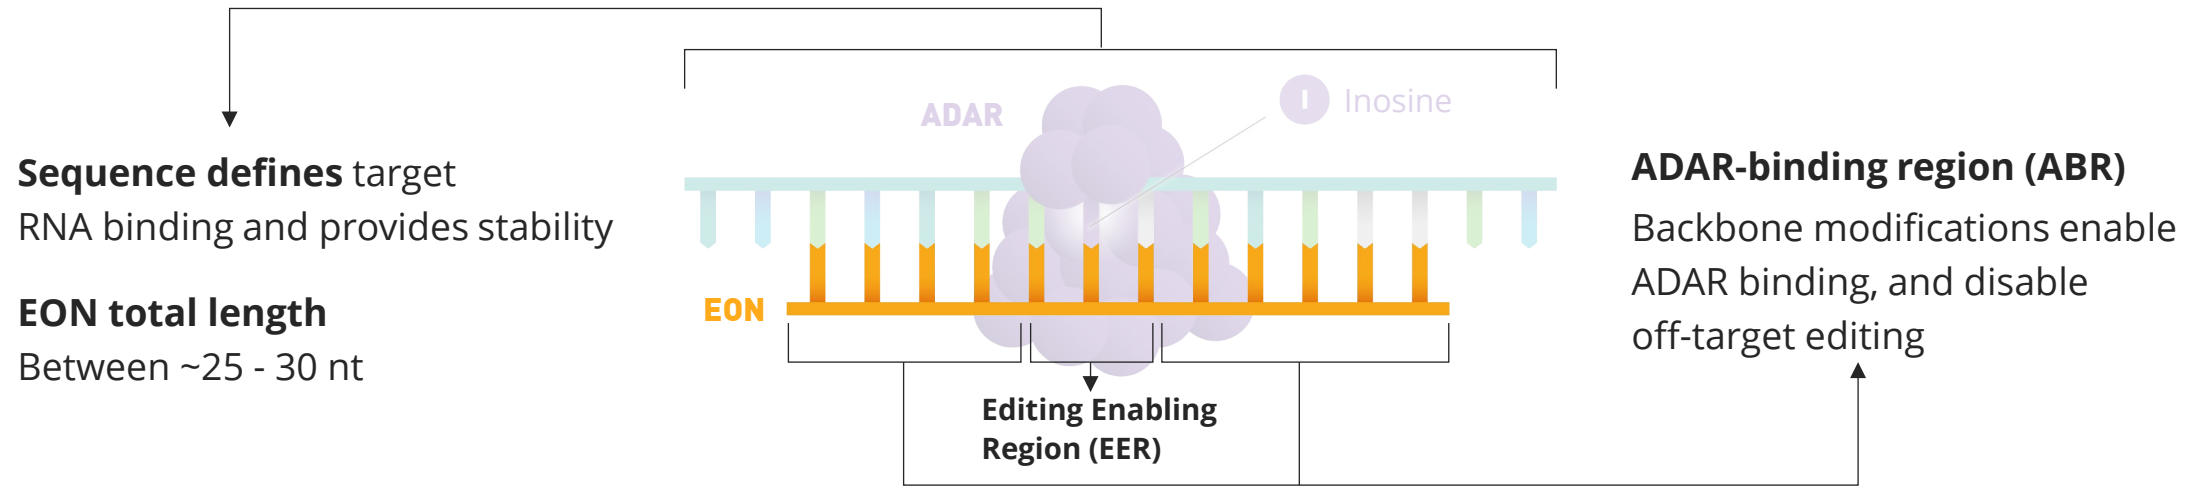 Sequence defines target
RNA binding and provides stability
EON total length
Between ~25 - 30 nt
ADAR
I Inosine
EON
Editing Enabling
Region (EER)
ADAR-binding region (ABR)
Backbone modifications enable
ADAR binding, and disable
off-target editing